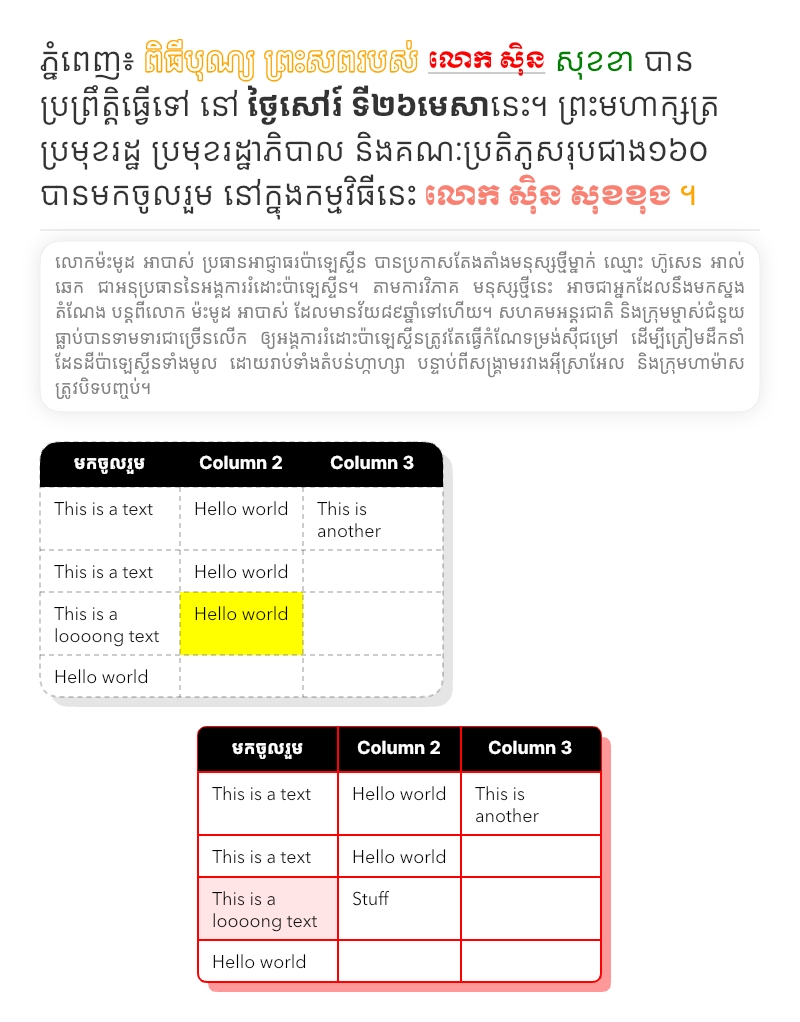 ភ្នំពេញ៖ ពិធីបុណ្យ ព្រះសពរបស់ លោក ស៊ិន សុខខា បាន
ប្រព្រឹត្តិធ្វើទៅ នៅ ថ្ងៃសៅរ៍ ទី២៦មេសានេះ។ ព្រះមហាក្សត្រ
ប្រមុខរដ្ឋ ប្រមុខរដ្ឋាភិបាល និងគណៈប្រតិភូសរុបជាង១៦០
បានមកចូលរួម នៅក្នុងកម្មវិធីនេះ លោក ស៊ិន សុខខុង ។
លោកម៉ះមូដ អាបាស់ ប្រធានអាជ្ញាធរប៉ាឡេស្ទីន បានប្រកាសតែងតាំងមនុស្សថ្មីម្នាក់ ឈ្មោះ ហ៊ូសេន អាល់
ឆេក ជាអនុប្រធាននៃអង្គការរំដោះប៉ាឡេស្ទីន។ តាមការវិភាគ មនុស្សថ្មីនេះ អាចជាអ្នកដែលនឹងមកស្នង
តំណែង បន្តពីលោក ម៉ះមូដ អាបាស់ ដែលមានវ័យ៨៩ឆ្នាំទៅហើយ។ សហគមអន្តរជាតិ និងក្រុមម្ចាស់ជំនួយ
ធ្លាប់បានទាមទារជាច្រើនលើក ឲ្យអង្គការរំដោះប៉ាឡេស្ទីនត្រូវតែធ្វើកំណែទម្រង់ស៊ីជម្រៅ ដើម្បីត្រៀមដឹកនាំ
ដែនដីប៉ាឡេស្ទីនទាំងមូល ដោយរាប់ទាំងតំបន់ហ្កាហ្សា បន្ទាប់ពីសង្គ្រាមរវាងអ៊ីស្រាអែល និងក្រុមហាម៉ាស
ត្រូវបិទបញ្ចប់។
មកចូលរួម Column 2 Column 3
This is a text Hello world This is
another
This is a text Hello world
This is a Hello world
loooong text
Hello world
មកចូលរួម Column 2 Column 3
This is a text Hello world This is
another
This is a text Hello world
This is a Stuff
loooong text
Hello world